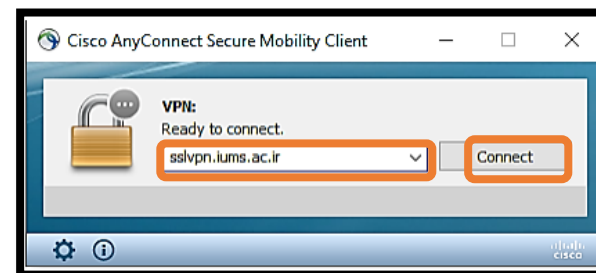 Cisco AnyConnect Secure Mobility Client
VPN:
Ready to connect.
sslvpn.iums.ac.ir
Connect
cisco